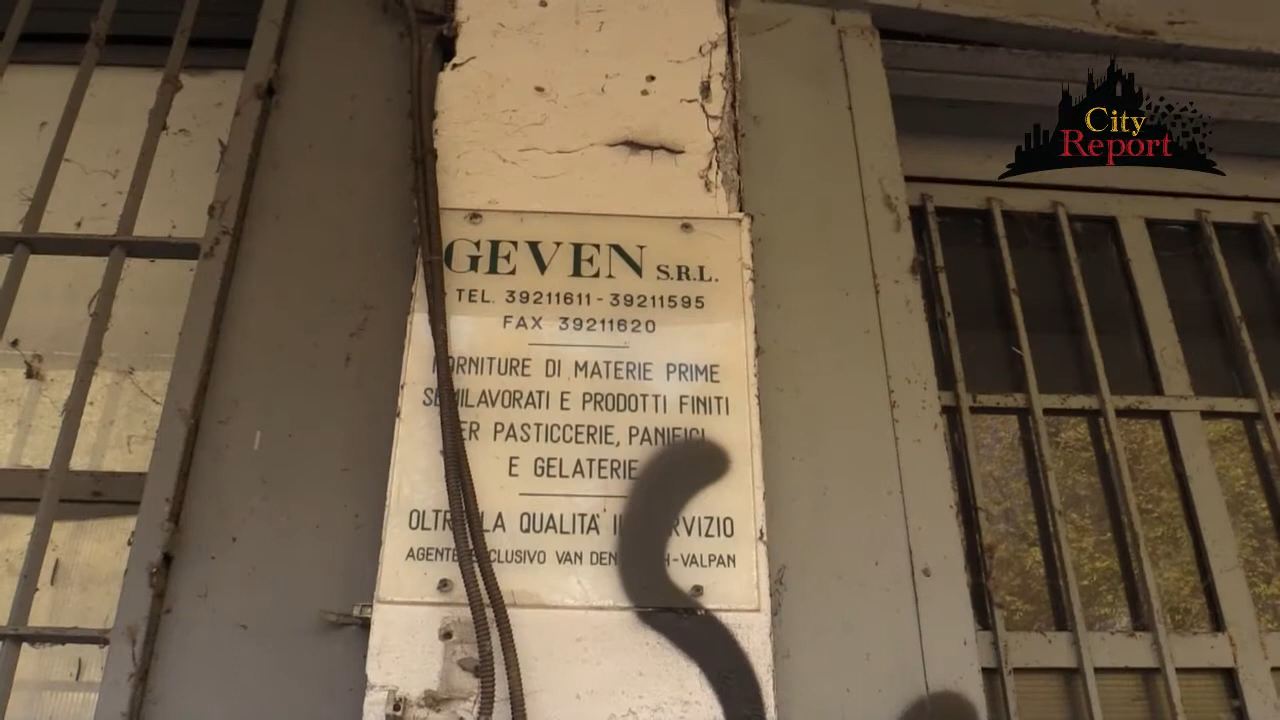 City
Report
GEVEN S.R.L.
TEL. 39211611-39211595
FAX 39211620
FORNITURE DI MATERIE PRIME
SEMILAVORATI E PRODOTTI FINITI
PER PASTICCERIE, PANIFICI
E GELATERIE
OLTRE LA QUALITA' IL SERVIZIO
AGENTE ESCLUSIVO VAN DEN -VALPAN